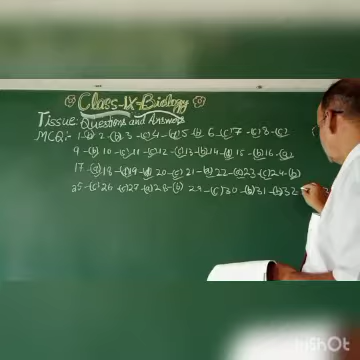 Class-IX-Biology
Tissue: Questions and Answers
MCQ:- 1-(b) 2-(b) 3-(c) 4-(d) 5-(b) 6-(c) 7-(c) 8-(c)
9-(b) 10-(c) 11-(c) 12-(c) 13-(b) 14-(d) 15-(b) 16-(a)
17-(a) 18-(b) 19-(d) 20-(c) 21-(b) 22-(a) 23-(c) 24-(b)
25-(c) 26-(c) 27-(a) 28-(b) 29-(c) 30-(b) 31-(b) 32-